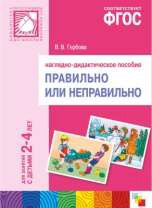 СООТВЕТСТВУЕТ
ФГОС
В. В. Гербова
НАГЛЯДНО-ДИДАКТИЧЕСКОЕ ПОСОБИЕ
ПРАВИЛЬНО
ИЛИ НЕПРАВИЛЬНО
ДЛЯ ЗАНЯТИЙ
С ДЕТЬМИ 2-4 ЛЕТ